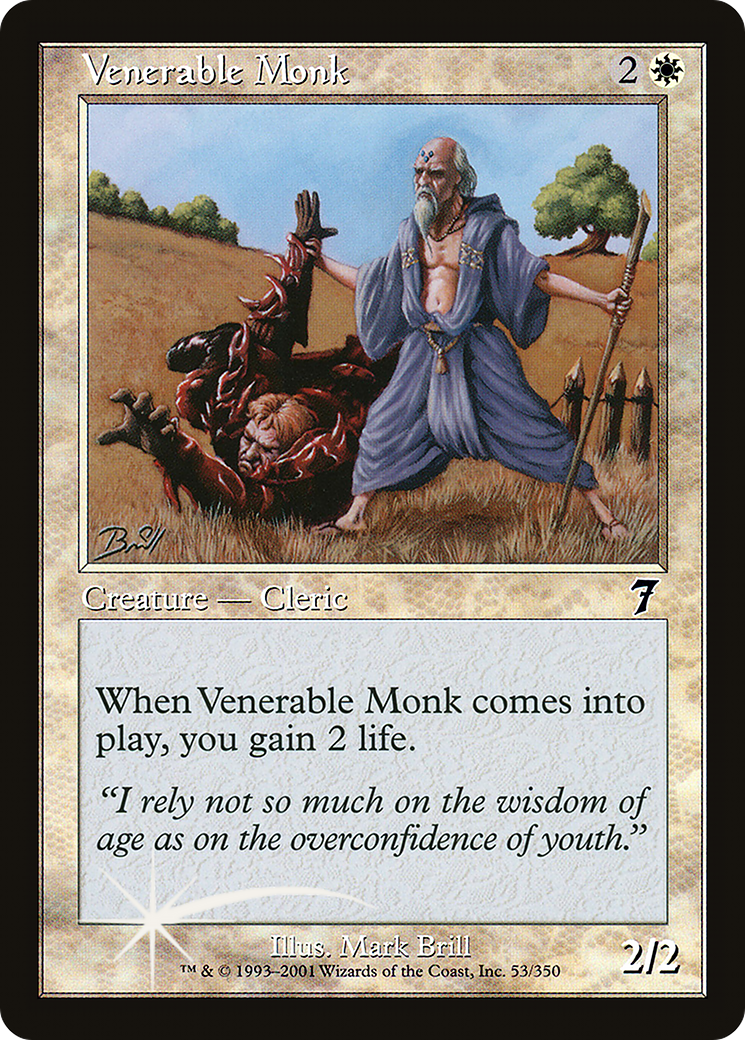 Venerable Monk 2
Brill
Creature — Cleric 7
When Venerable Monk comes into
play, you gain 2 life.
“I rely not so much on the wisdom of
age as on the overconfidence of youth.”
Illus. Mark Brill
™ & © 1993–2001 Wizards of the Coast, Inc. 53/350
2/2